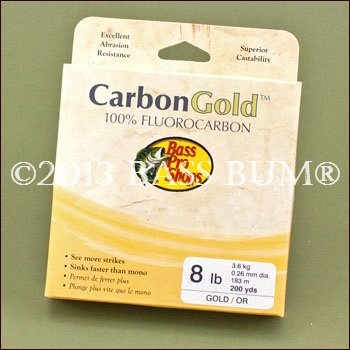 Excellent
Abrasion
Resistance
Superior
Castability
CarbonGold™
100% FLUOROCARBON
Bass
Pro
Shops
©2013 BASS BUM®
• See more strikes
• Sinks faster than mono
• Permet de ferrer plus
• Plonge plus vite que le mono
8 lb
3.6 kg
0.26 mm dia.
183 m
200 yds
GOLD / OR